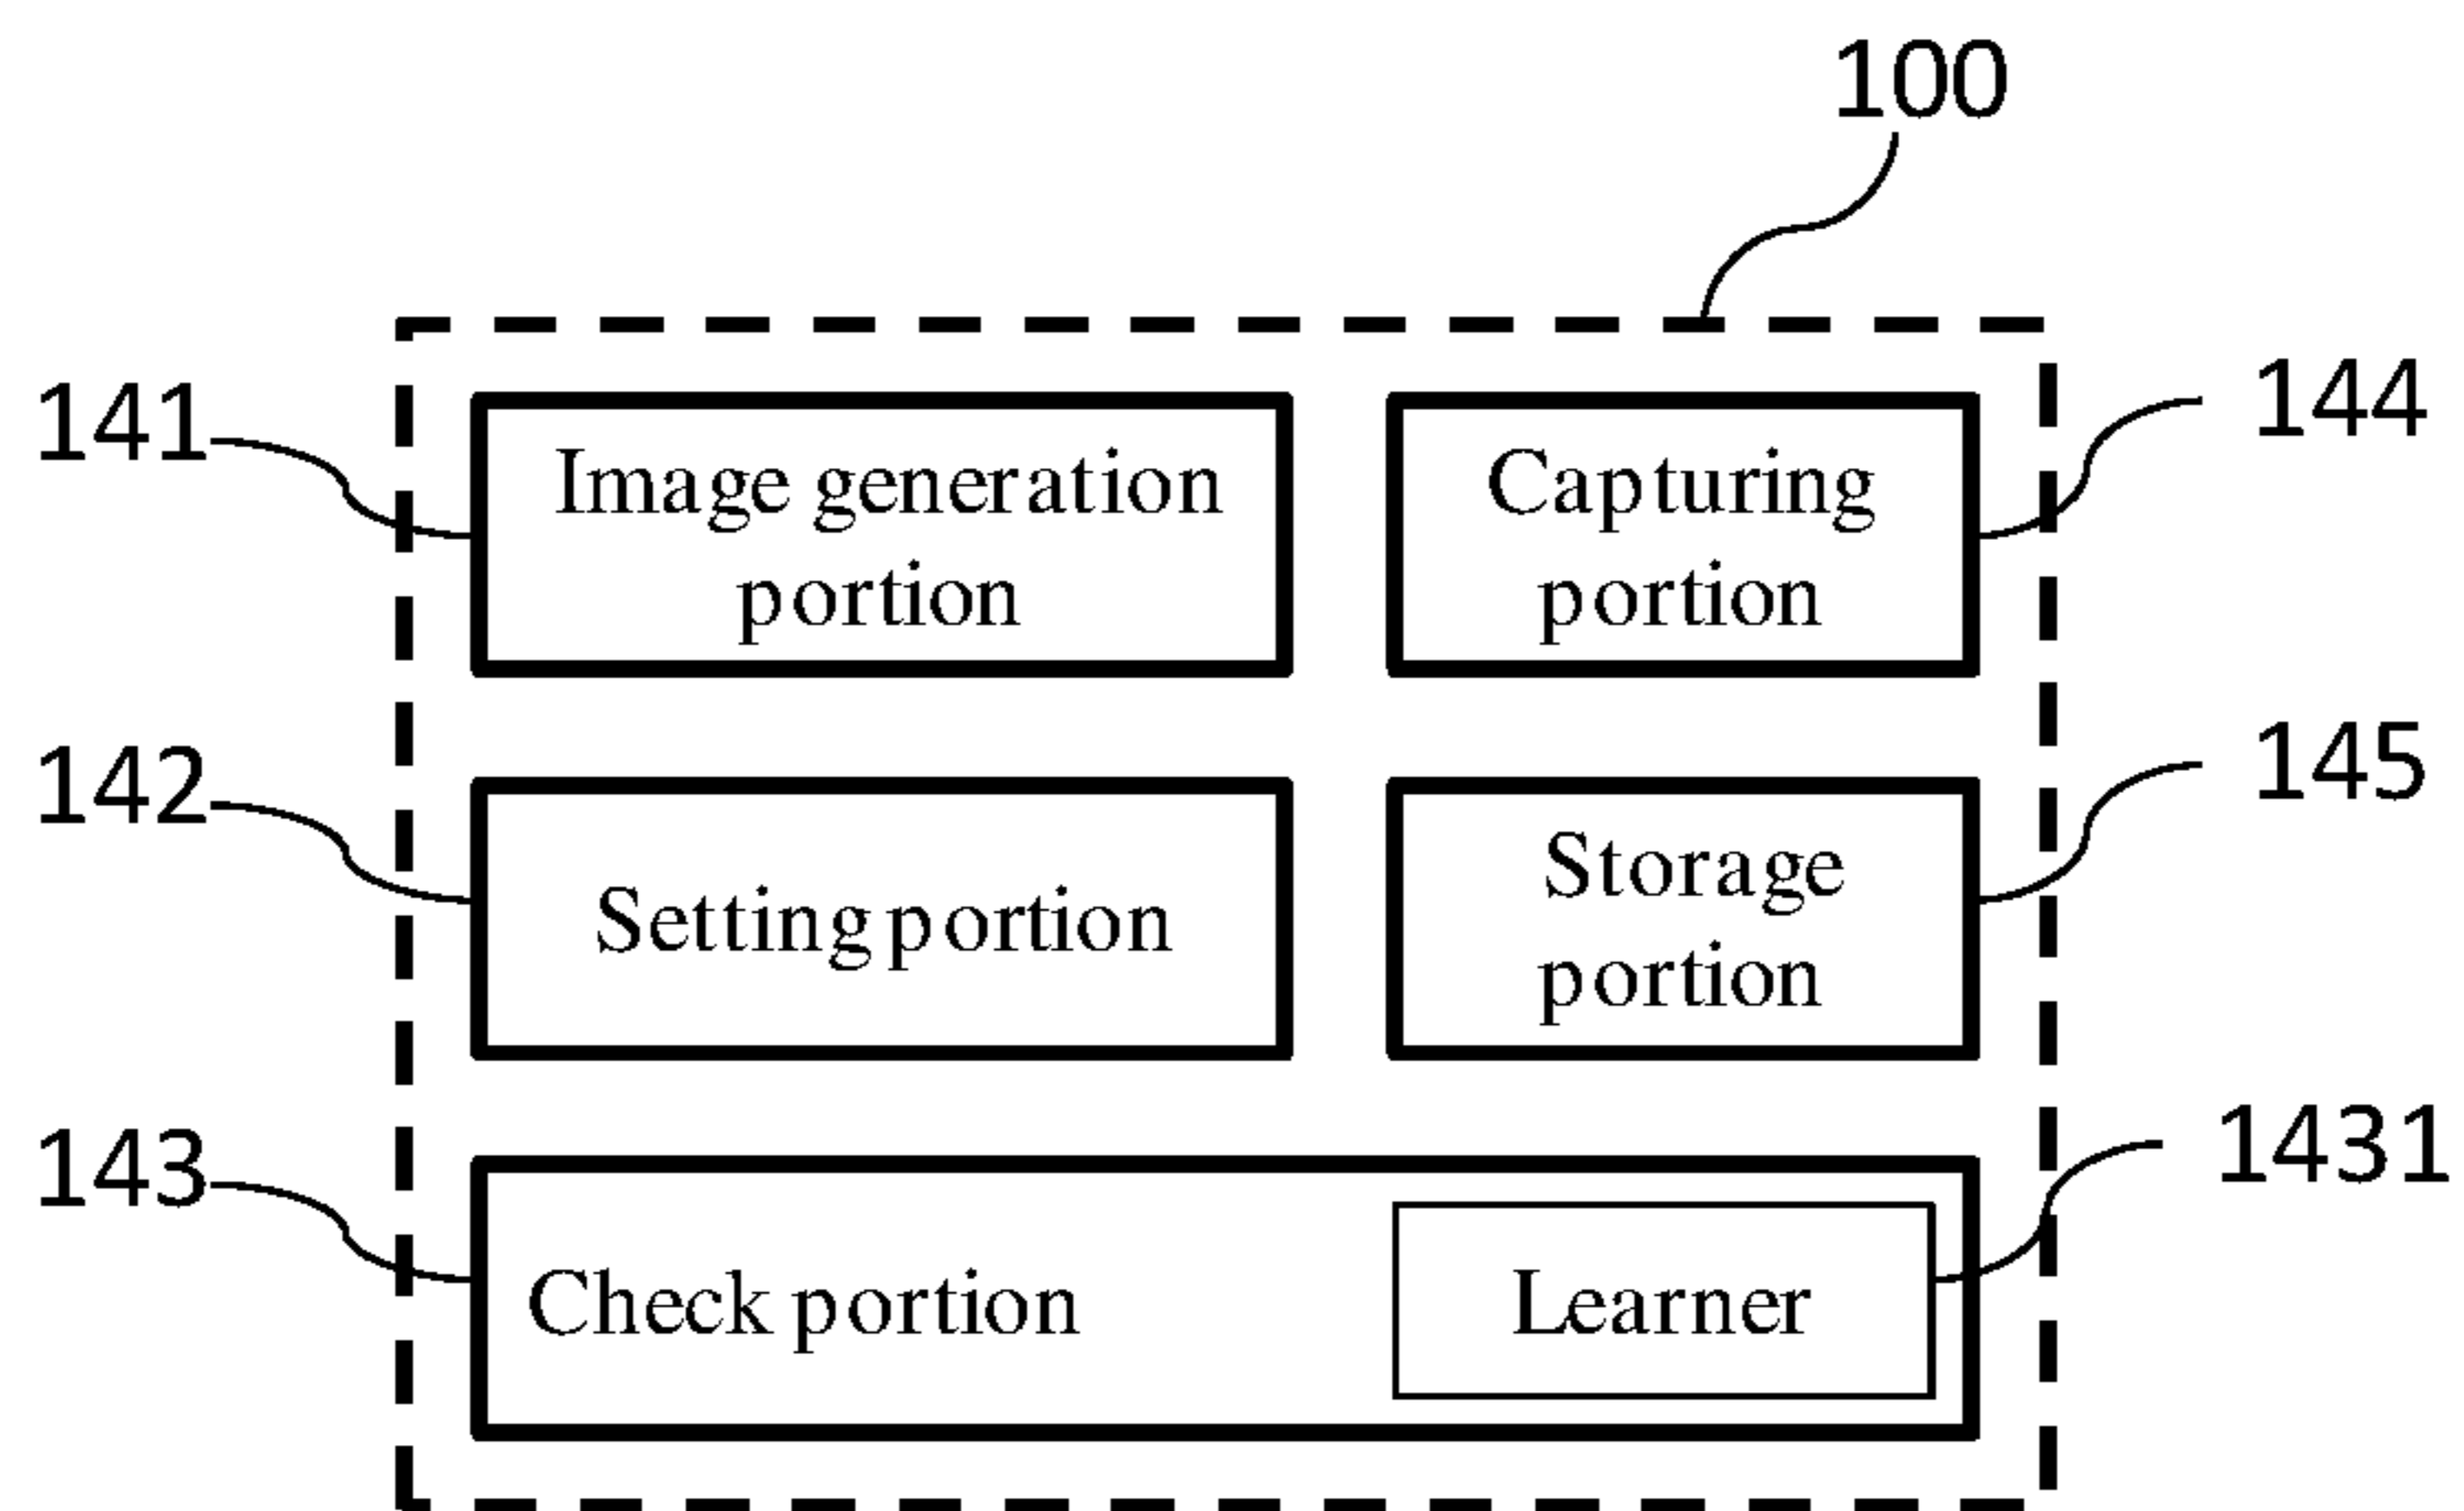 100
141
Image generation
portion
Capturing
portion
144
142
Setting portion
Storage
portion
145
143
Check portion
Learner
1431